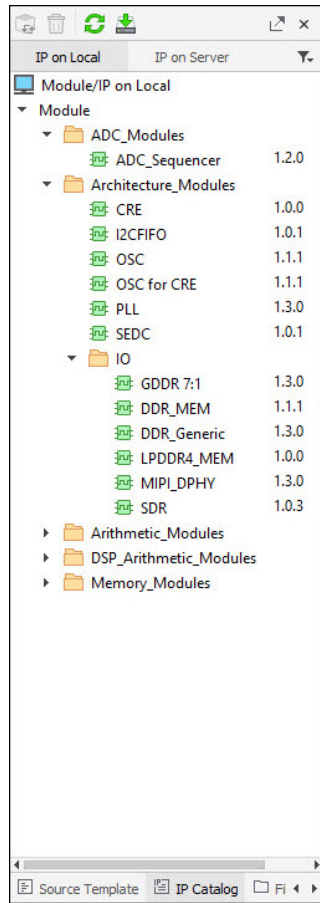 IP on Local IP on Server
Module/IP on Local
Module
ADC_Modules
ADC_Sequencer 1.2.0
Architecture_Modules
CRE 1.0.0
I2CFIFO 1.0.1
OSC 1.1.1
OSC for CRE 1.1.1
PLL 1.3.0
SEDC 1.0.1
IO
GDDR 7:1 1.3.0
DDR_MEM 1.1.1
DDR_Generic 1.3.0
LPDDR4_MEM 1.0.0
MIPI_DPHY 1.3.0
SDR 1.0.3
Arithmetic_Modules
DSP_Arithmetic_Modules
Memory_Modules
Source Template IP Catalog Fi